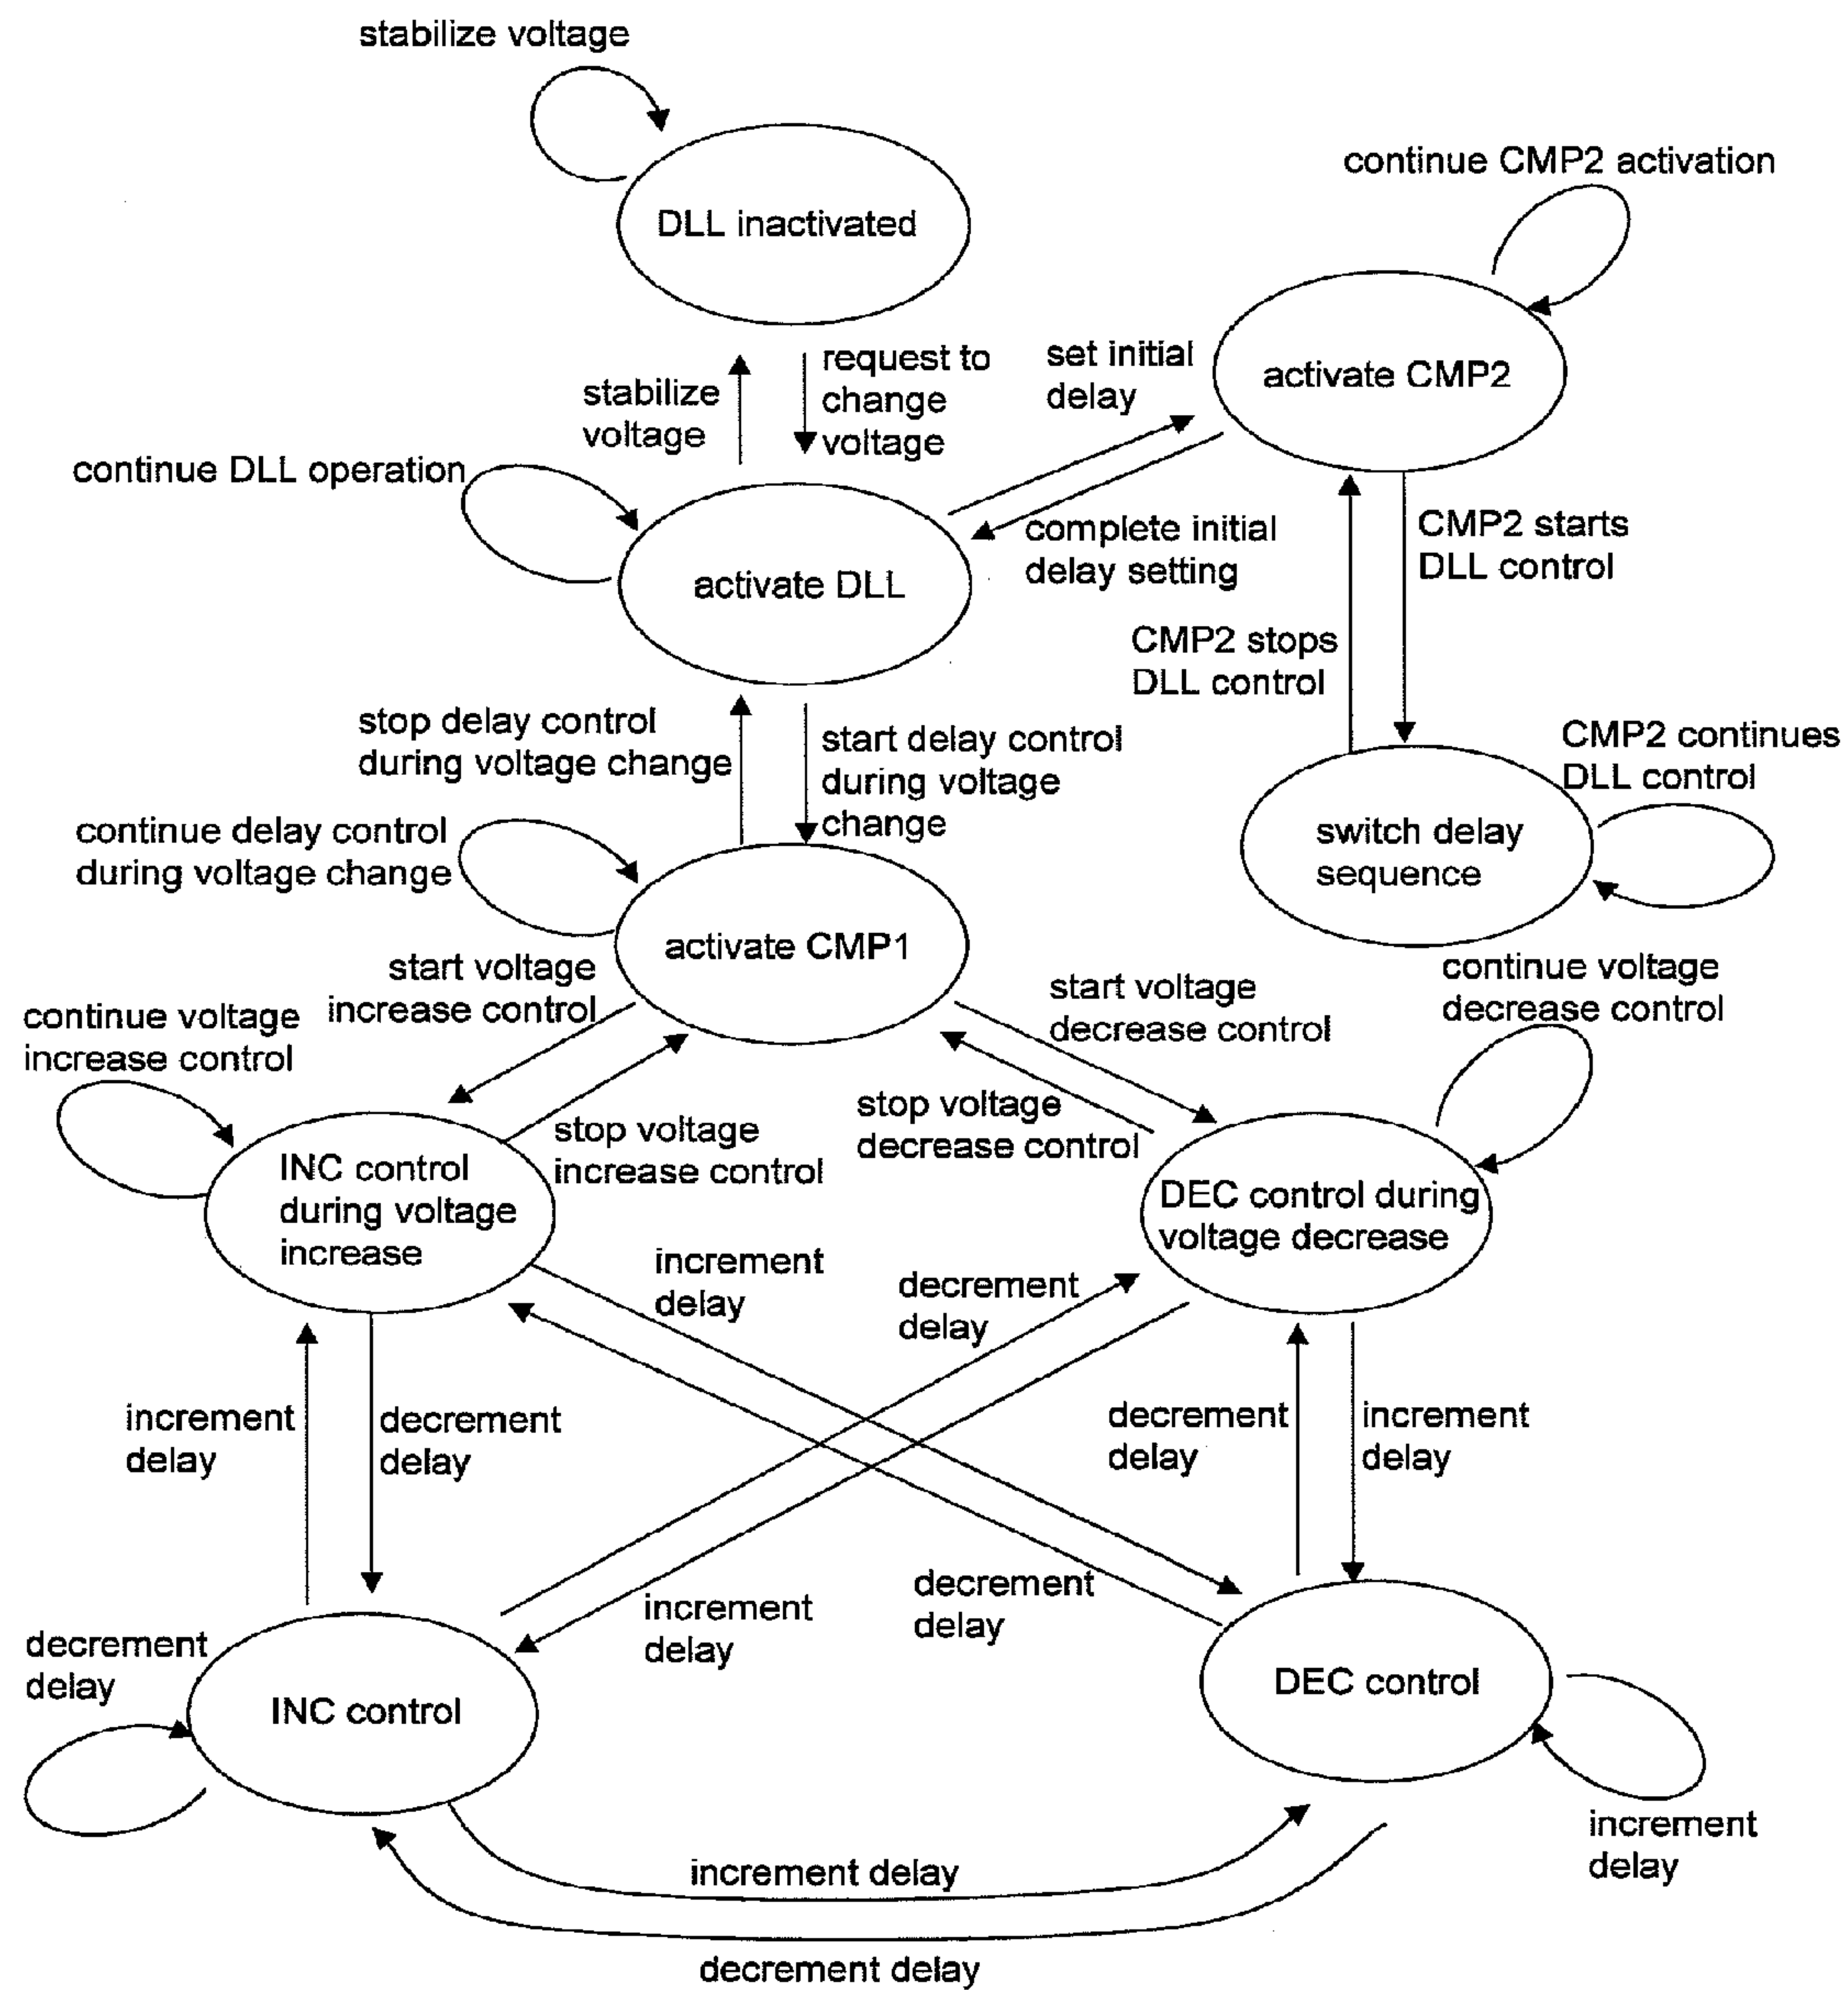 stabilize voltage
DLL inactivated
continue CMP2 activation
activate CMP2
stabilize
voltage
request to
change
voltage
set initial
delay
continue DLL operation
activate DLL
complete initial
delay setting
CMP2 starts
DLL control
CMP2 stops
DLL control
stop delay control
during voltage change
start delay control
during voltage
change
CMP2 continues
DLL control
switch delay
sequence
continue delay control
during voltage change
activate CMP1
start voltage
increase control
start voltage
decrease control
continue voltage
decrease control
continue voltage
increase control
stop voltage
increase control
stop voltage
decrease control
INC control
during voltage
increase
DEC control during
voltage decrease
increment
delay
decrement
delay
increment
delay
decrement
delay
decrement
delay
increment
delay
decrement
delay
increment
delay
decrement
delay
INC control
DEC control
increment delay
increment
delay
decrement delay